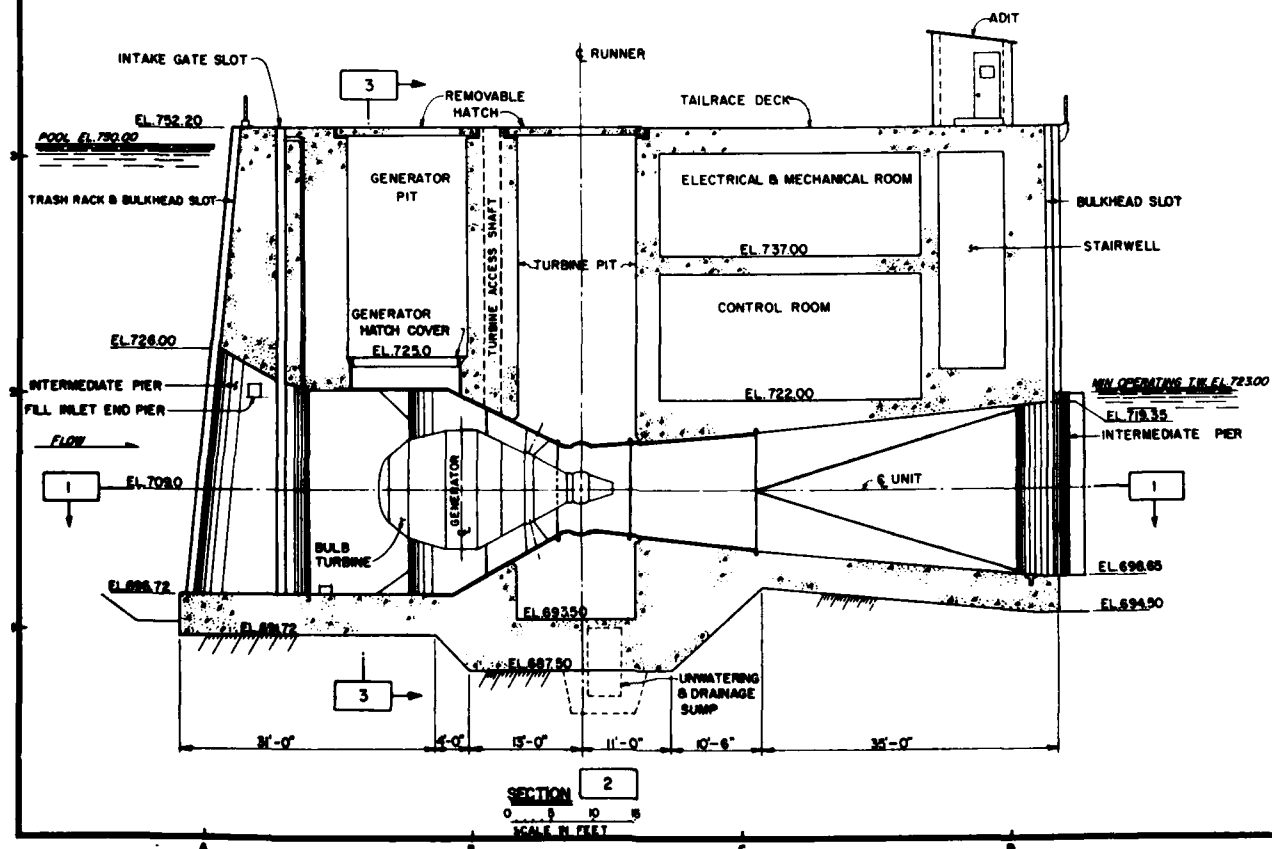 ADIT
℄ RUNNER
INTAKE GATE SLOT
3
REMOVABLE
HATCH
TAILRACE DECK
EL.752.20
POOL EL.750.00
GENERATOR
PIT
ELECTRICAL & MECHANICAL ROOM
TRASH RACK & BULKHEAD SLOT
BULKHEAD SLOT
TURBINE ACCESS SHAFT
STAIRWELL
EL.737.00
TURBINE PIT
CONTROL ROOM
GENERATOR
HATCH COVER
EL.725.0
EL.726.00
INTERMEDIATE PIER
MIN OPERATING T.W. EL.723.00
EL.722.00
FILL INLET END PIER
EL.719.35
INTERMEDIATE PIER
FLOW
1
EL.709.0
GENERATOR
℄
℄ UNIT
1
BULB
TURBINE
EL.696.72
EL.698.65
EL.693.50
EL.694.50
EL.691.72
EL.687.50
UNWATERING
& DRAINAGE
SUMP
3
31'-0" 4'-0" 13'-0" 11'-0" 10'-6" 35'-0"
SECTION 2
0 5 10 15
SCALE IN FEET